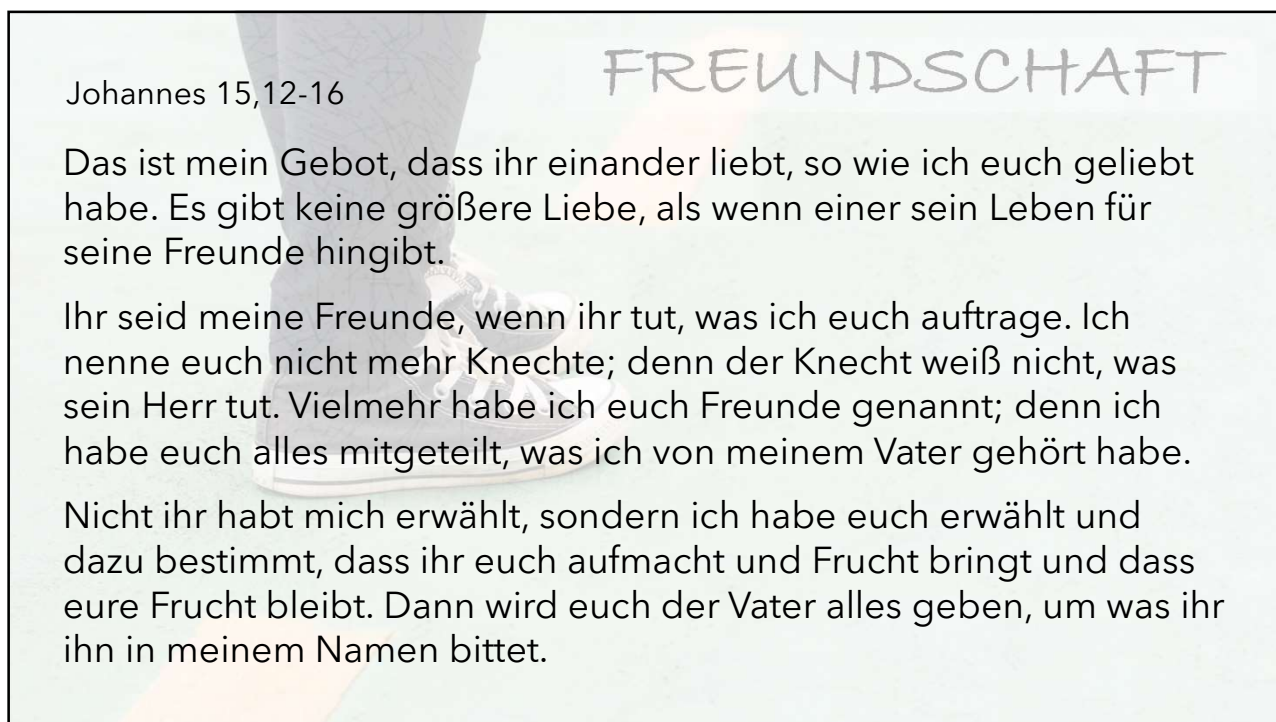 FREUNDSCHAFT
Johannes 15,12-16
Das ist mein Gebot, dass ihr einander liebt, so wie ich euch geliebt
habe. Es gibt keine größere Liebe, als wenn einer sein Leben für
seine Freunde hingibt.
Ihr seid meine Freunde, wenn ihr tut, was ich euch auftrage. Ich
nenne euch nicht mehr Knechte; denn der Knecht weiß nicht, was
sein Herr tut. Vielmehr habe ich euch Freunde genannt; denn ich
habe euch alles mitgeteilt, was ich von meinem Vater gehört habe.
Nicht ihr habt mich erwählt, sondern ich habe euch erwählt und
dazu bestimmt, dass ihr euch aufmacht und Frucht bringt und dass
eure Frucht bleibt. Dann wird euch der Vater alles geben, um was ihr
ihn in meinem Namen bittet.